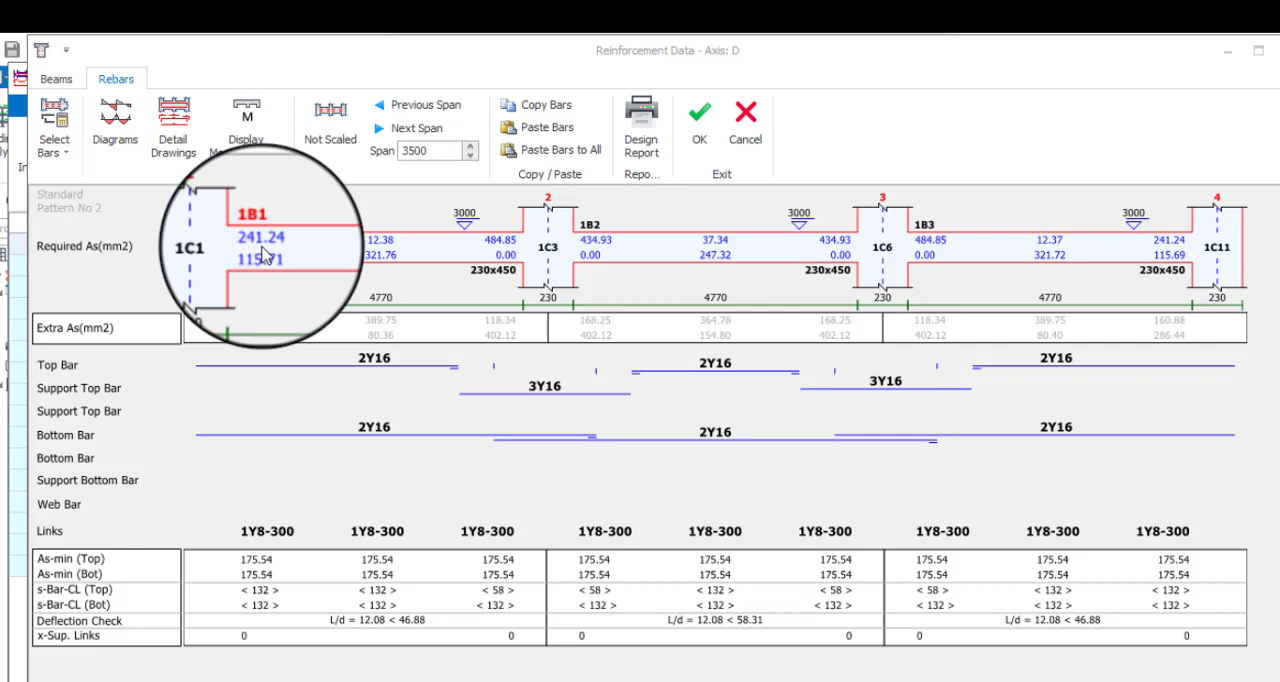 Reinforcement Data - Axis: D
Beams Rebars
Select Bars
Diagrams
Detail Drawings
Display
M
Not Scaled
Previous Span
Next Span
Span 3500
Copy Bars
Paste Bars
Paste Bars to All
Copy / Paste
Design Report
Repo...
OK
Cancel
Exit
Standard
Pattern No 2
2 3 4
3000 3000 3000
1B1 1B2 1B3
1C1 1C3 1C6 1C11
Required As(mm2) 241.24 12.38 484.85 434.93 37.34 434.93 484.85 12.37 241.24
321.76 0.00 0.00 247.32 0.00 0.00 321.72 115.69
230x450 230x450 230x450
4770 230 4770 230 4770 230
Extra As(mm2) 389.75 118.34 168.25 364.78 168.25 118.34 389.75 160.88
80.36 402.12 402.12 154.80 402.12 402.12 80.40 286.44
Top Bar 2Y16 2Y16 2Y16
Support Top Bar 3Y16 3Y16
Support Top Bar
Bottom Bar 2Y16 2Y16 2Y16
Bottom Bar
Support Bottom Bar
Web Bar
Links 1Y8-300 1Y8-300 1Y8-300 1Y8-300 1Y8-300 1Y8-300 1Y8-300 1Y8-300 1Y8-300
As-min (Top) 175.54 175.54 175.54 175.54 175.54 175.54 175.54 175.54 175.54
As-min (Bot) 175.54 175.54 175.54 175.54 175.54 175.54 175.54 175.54 175.54
s-Bar-CL (Top) < 132 > < 132 > < 58 > < 58 > < 132 > < 58 > < 58 > < 132 > < 132 >
s-Bar-CL (Bot) < 132 > < 132 > < 132 > < 132 > < 132 > < 132 > < 132 > < 132 > < 132 >
Deflection Check L/d = 12.08 < 46.88 L/d = 12.08 < 58.31 L/d = 12.08 < 46.88
x-Sup. Links 0 0 0 0 0 0